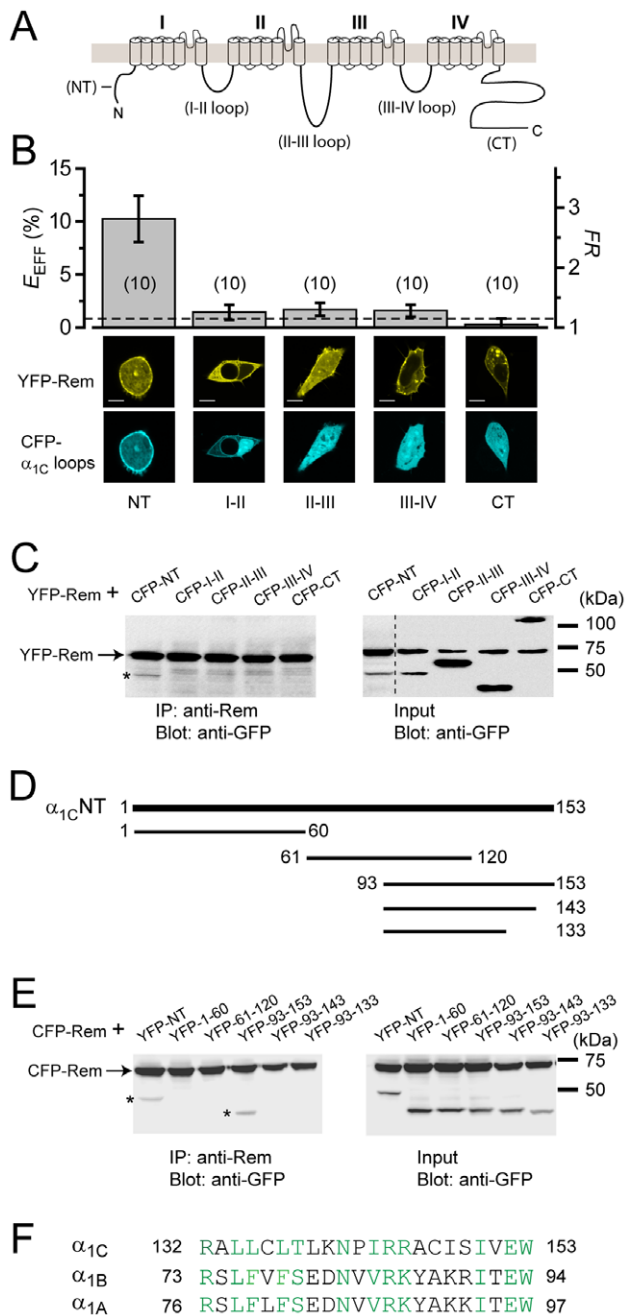 A
I II III IV
(NT)
N
(I-II loop)
(II-III loop)
(III-IV loop)
(CT)
C
B
E_EFF (%)
15
10
5
0
(10) (10) (10) (10) (10)
FR
3
2
1
YFP-Rem
CFP-
α1C loops
NT I-II II-III III-IV CT
C
YFP-Rem + CFP-NT CFP-I-II CFP-II-III CFP-III-IV CFP-CT
YFP-Rem
*
IP: anti-Rem
Blot: anti-GFP
CFP-NT CFP-I-II CFP-II-III CFP-III-IV CFP-CT (kDa)
100
75
50
Input
Blot: anti-GFP
D
α1CNT 1 153
1 60
61 120
93 153
143
133
E
CFP-Rem + YFP-NT YFP-1-60 YFP-61-120 YFP-93-153 YFP-93-143 YFP-93-133
CFP-Rem
*
*
IP: anti-Rem
Blot: anti-GFP
YFP-NT YFP-1-60 YFP-61-120 YFP-93-153 YFP-93-143 YFP-93-133 (kDa)
75
50
Input
Blot: anti-GFP
F
α1C 132 RALLCLTLKNPIRRACISIVEW 153
α1B 73 RSLFVFSEDNVVRKYAKRITEW 94
α1A 76 RSLFLFSEDNVVRKYAKRITEW 97